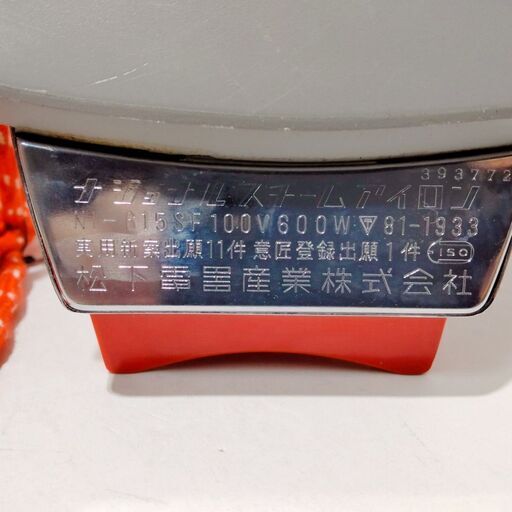 393772
ナショナル スチームアイロン
NI-615SF 100V 600W ▽ 81-1933
実用新案出願11件 意匠登録出願1件
松下電器産業株式会社